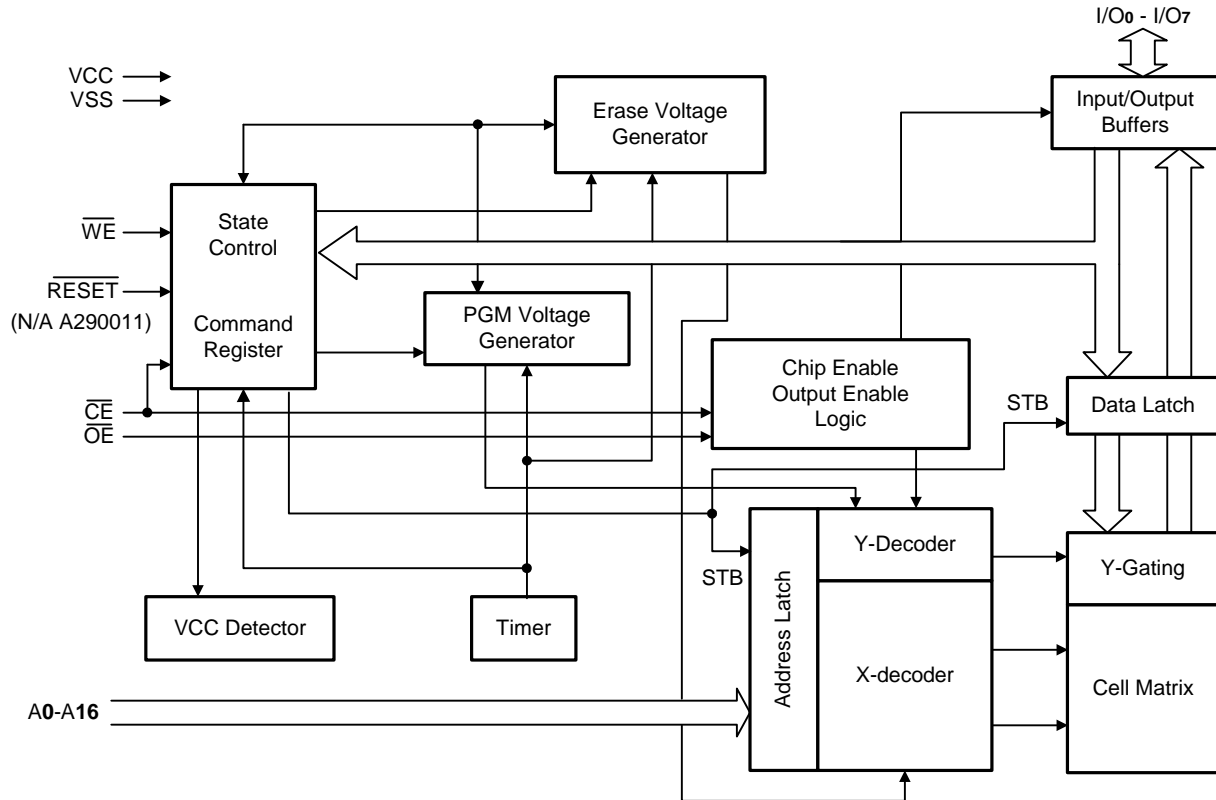 I/O0 - I/O7
VCC
VSS
Erase Voltage
Generator
Input/Output
Buffers
State
Control
WE
RESET
(N/A A290011)
Command
Register
PGM Voltage
Generator
Chip Enable
Output Enable
Logic
CE
OE
STB
Data Latch
Y-Decoder
Y-Gating
STB
Address Latch
VCC Detector
Timer
X-decoder
Cell Matrix
A0-A16